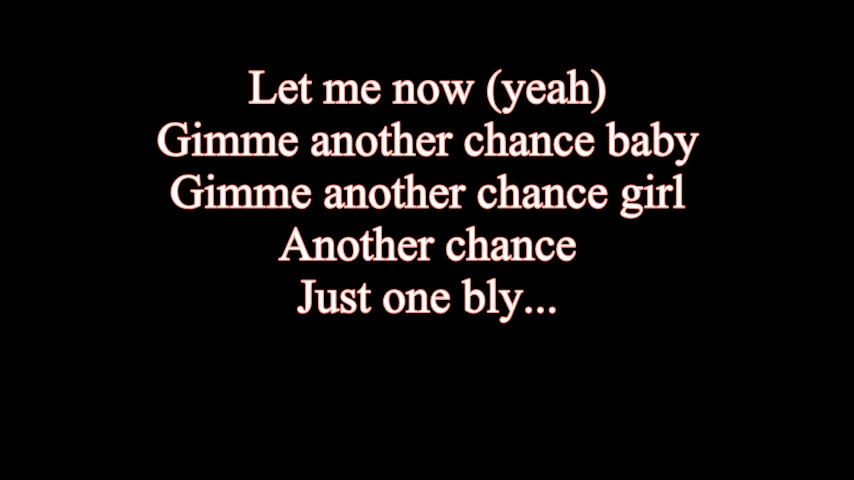 Let me now (yeah)
Gimme another chance baby
Gimme another chance girl
Another chance
Just one bly...